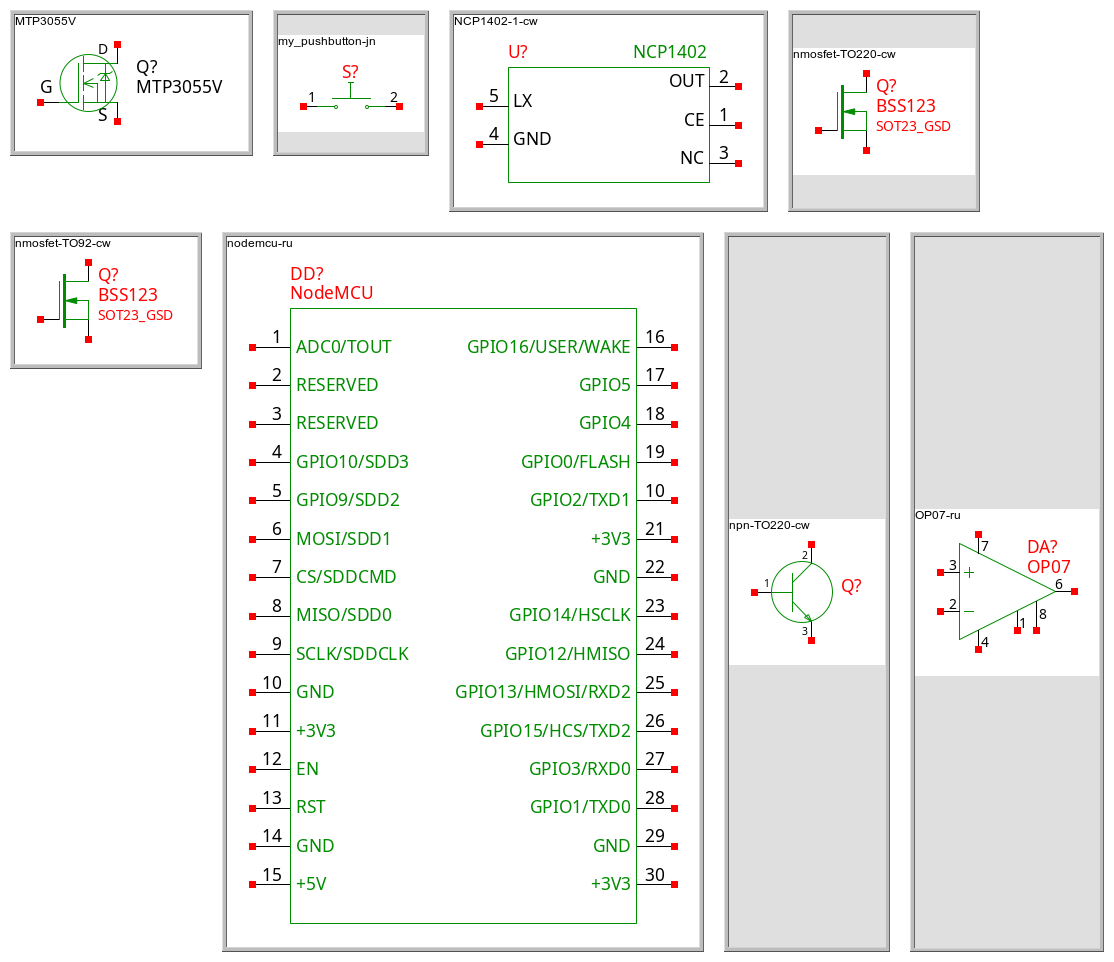 MTP3055V
D
G
S
Q?
MTP3055V
my_pushbutton-jn
S?
1 2
NCP1402-1-cw
U? NCP1402
OUT 2
5 LX
CE 1
4 GND
NC 3
nmosfet-TO220-cw
Q?
BSS123
SOT23_GSD
nmosfet-TO92-cw
Q?
BSS123
SOT23_GSD
nodemcu-ru
DD?
NodeMCU
1 ADC0/TOUT GPIO16/USER/WAKE 16
2 RESERVED GPIO5 17
3 RESERVED GPIO4 18
4 GPIO10/SDD3 GPIO0/FLASH 19
5 GPIO9/SDD2 GPIO2/TXD1 10
6 MOSI/SDD1 +3V3 21
7 CS/SDDCMD GND 22
8 MISO/SDD0 GPIO14/HSCLK 23
9 SCLK/SDDCLK GPIO12/HMISO 24
10 GND GPIO13/HMOSI/RXD2 25
11 +3V3 GPIO15/HCS/TXD2 26
12 EN GPIO3/RXD0 27
13 RST GPIO1/TXD0 28
14 GND GND 29
15 +5V +3V3 30
npn-TO220-cw
2
1
Q?
3
OP07-ru
7
DA?
OP07
3 +
6
2 −
1 8
4